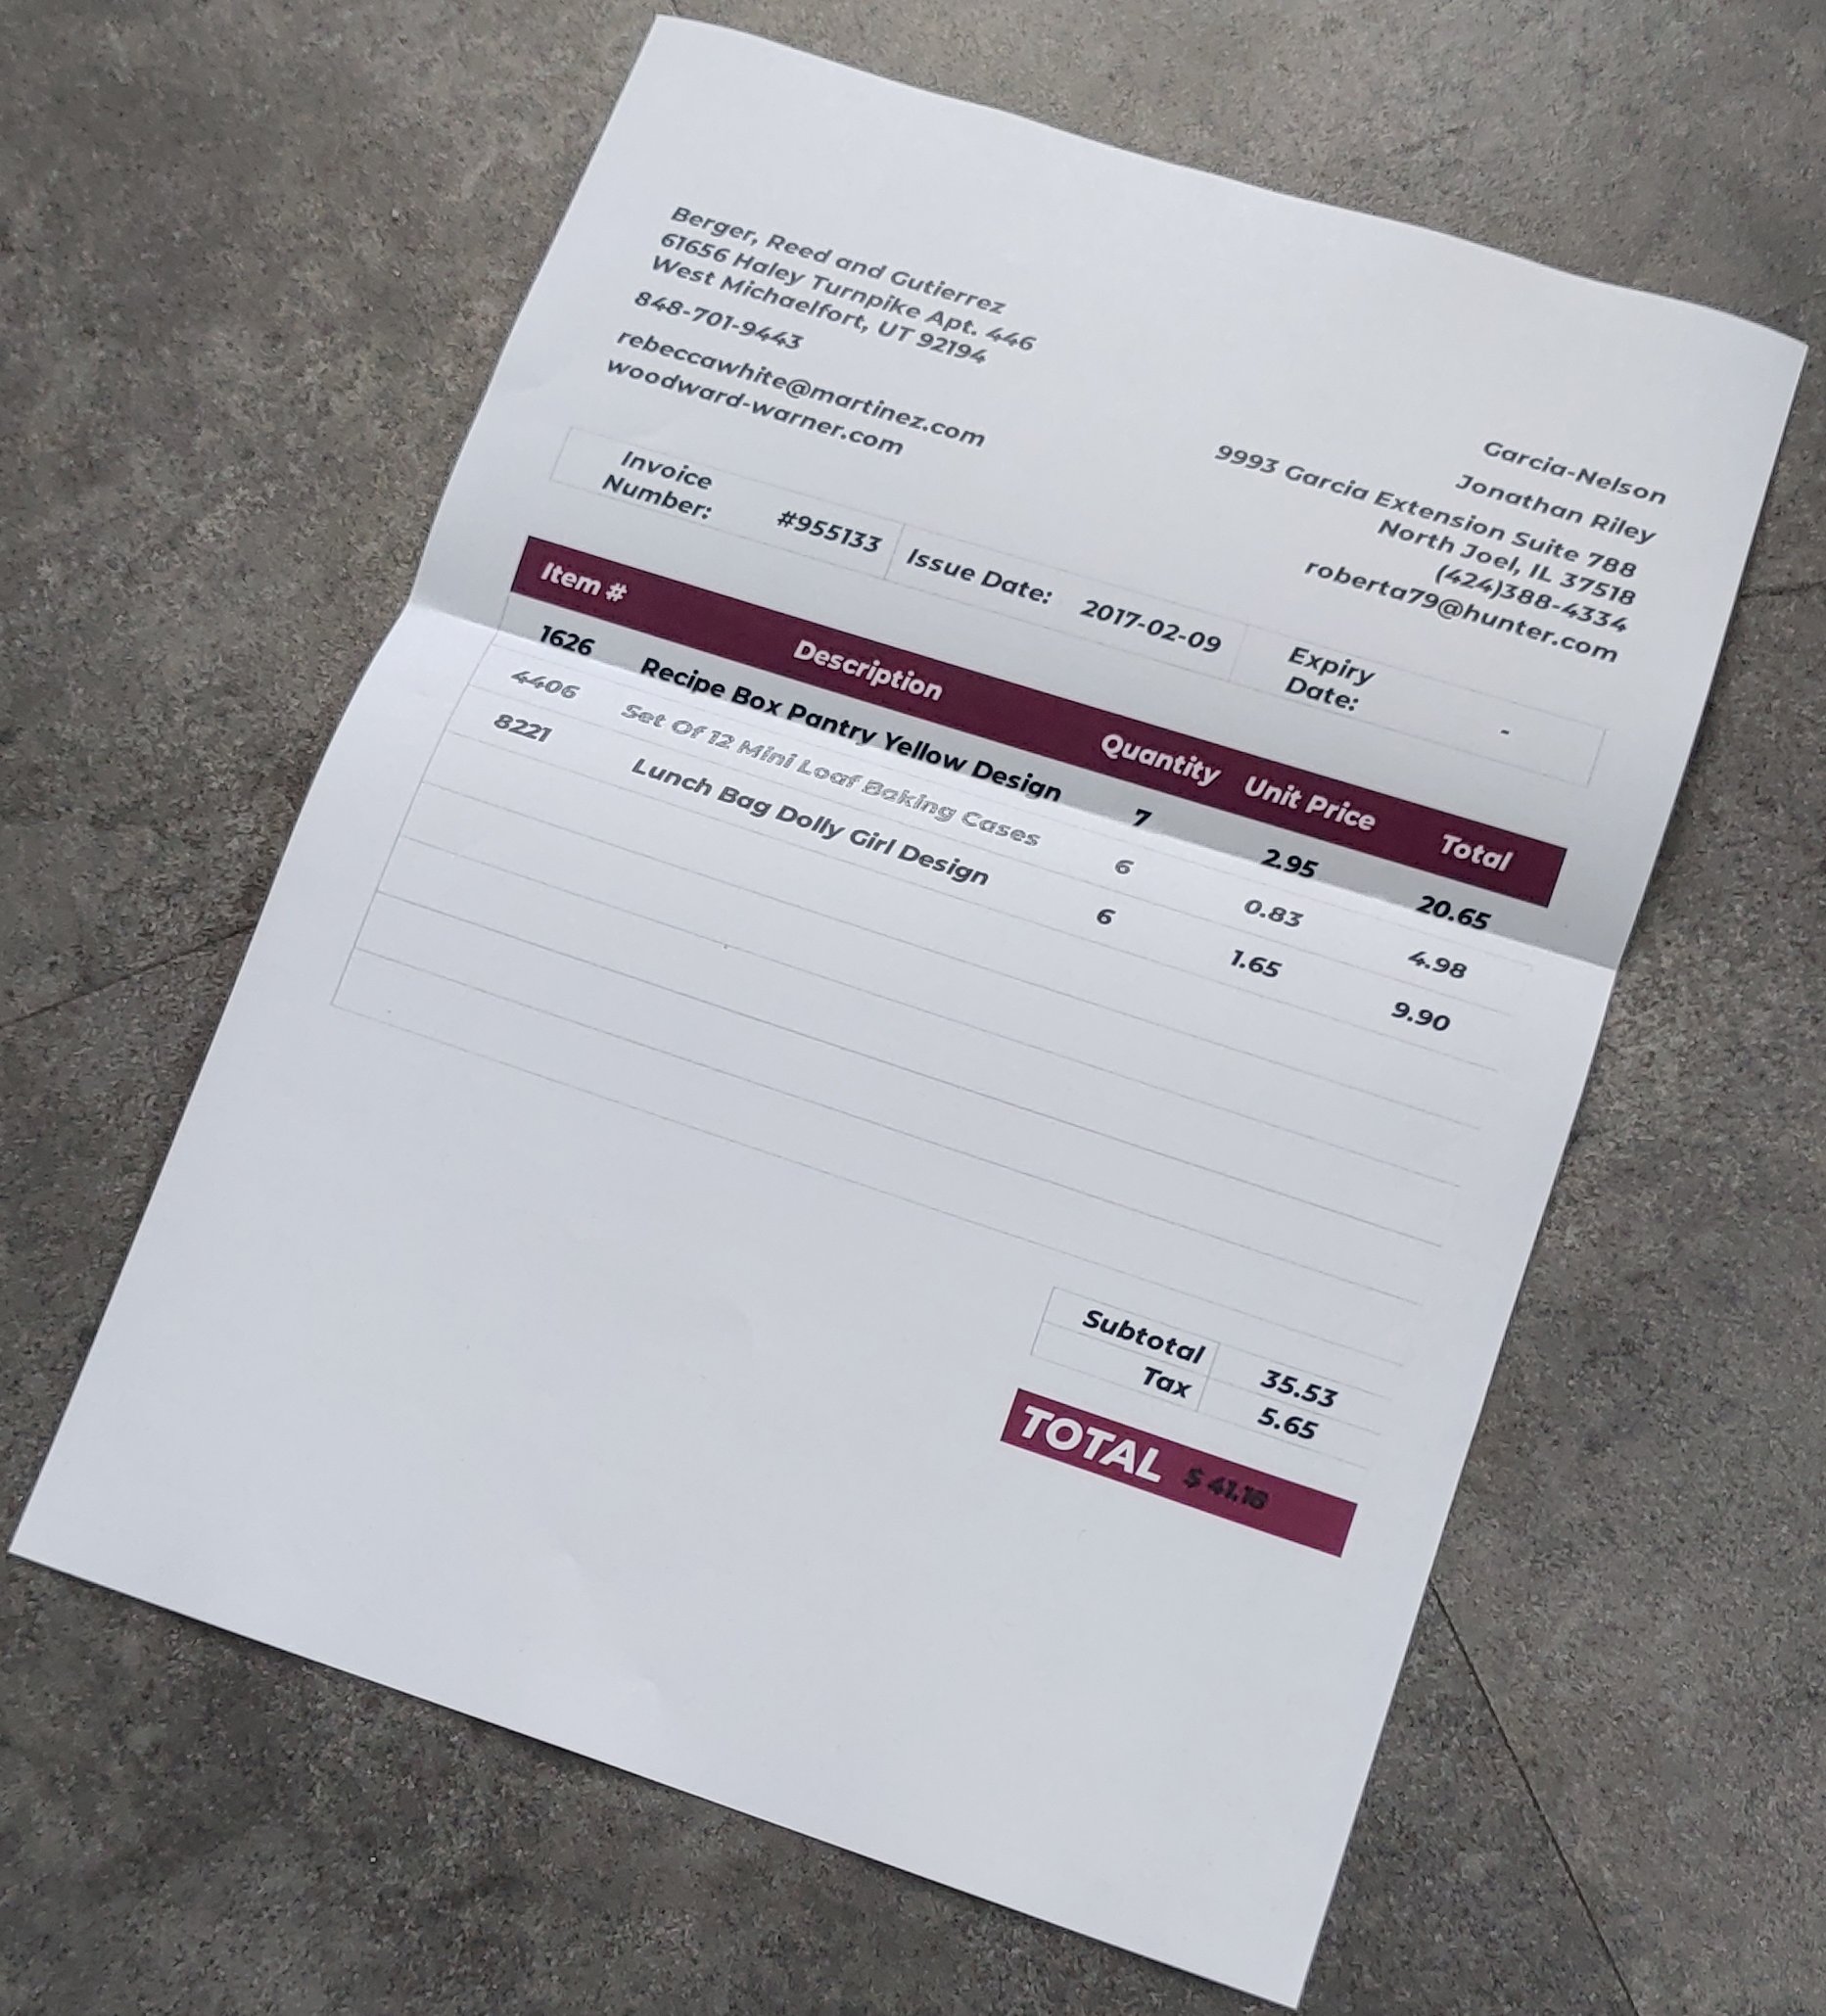 Berger, Reed and Gutierrez
61656 Haley Turnpike Apt. 446
West Michaelfort, UT 92194
848-701-9443
rebeccawhite@martinez.com
woodward-warner.com
Garcia-Nelson
Jonathan Riley
9993 Garcia Extension Suite 788
North Joel, IL 37518
(424)388-4334
roberta79@hunter.com
Invoice Number: #955133 Issue Date: 2017-02-09 Expiry Date: -
Item # Description Quantity Unit Price Total
1626 Recipe Box Pantry Yellow Design 7 2.95 20.65
4406 Set Of 12 Mini Loaf Baking Cases 6 0.83 4.98
8221 Lunch Bag Dolly Girl Design 6 1.65 9.90
Subtotal 35.53
Tax 5.65
TOTAL $ 41.18